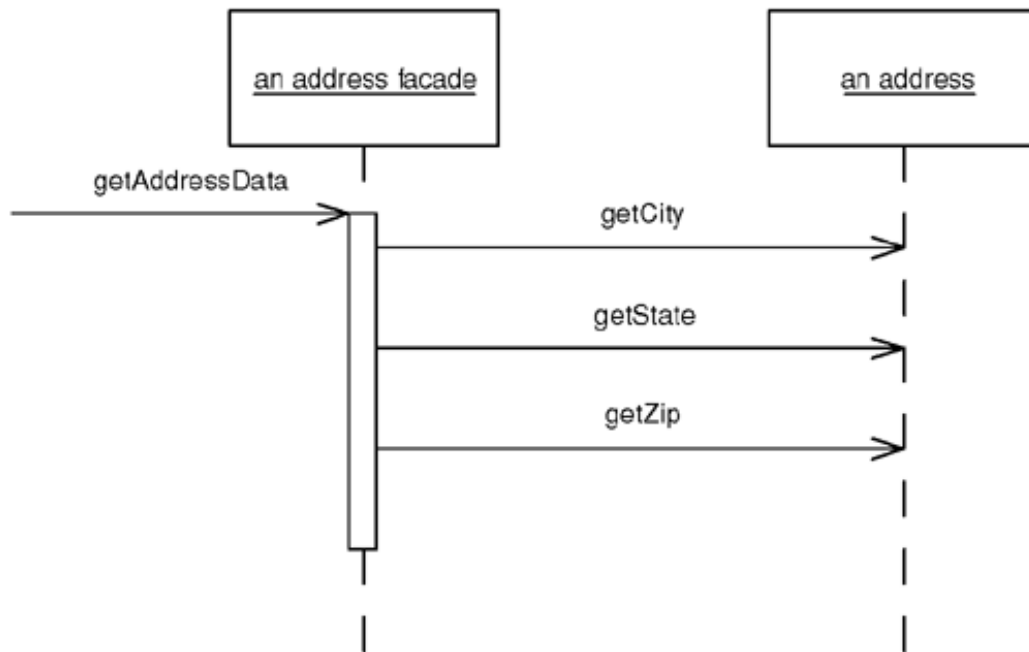 an address facade
an address
getAddressData
getCity
getState
getZip